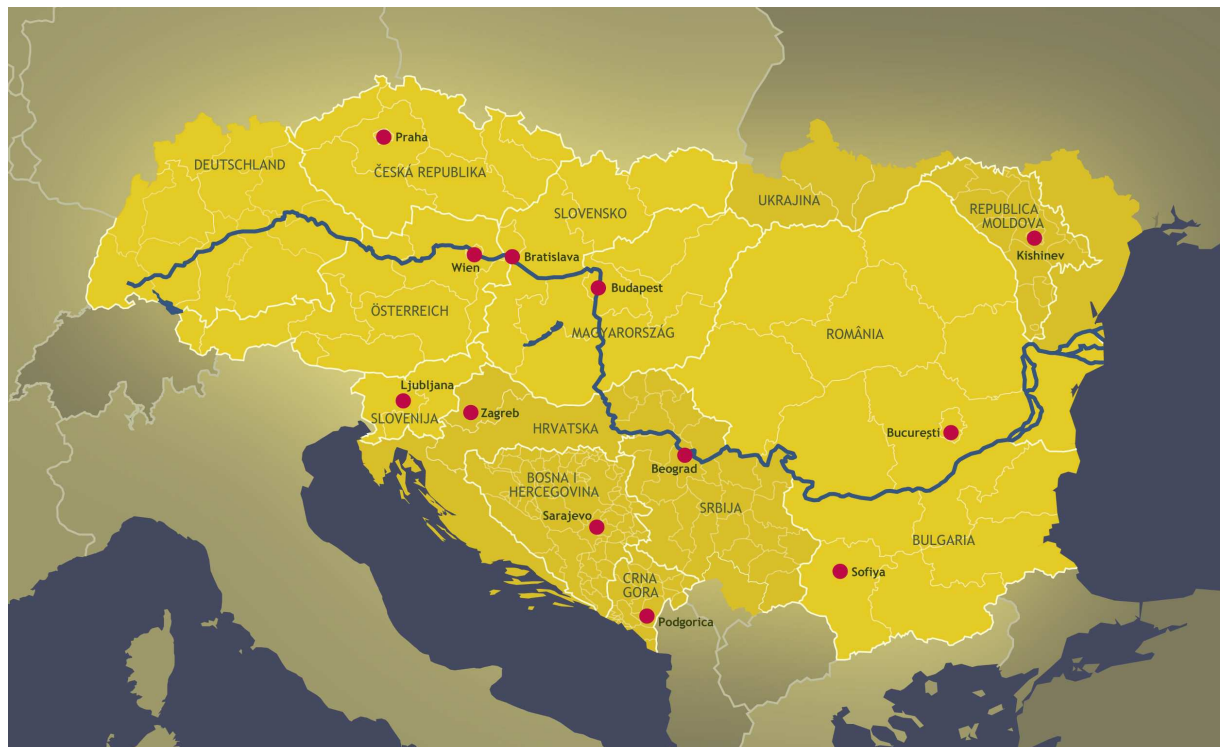 Praha
DEUTSCHLAND
ČESKÁ REPUBLIKA
SLOVENSKO
UKRAJINA
REPUBLICA
MOLDOVA
Kishinev
Wien
Bratislava
Budapest
ÖSTERREICH
MAGYARORSZÁG
ROMÂNIA
Ljubljana
SLOVENIJA
Zagreb
HRVATSKA
București
Beograd
BOSNA I
HERCEGOVINA
Sarajevo
SRBIJA
BULGARIA
Sofiya
CRNA
GORA
Podgorica